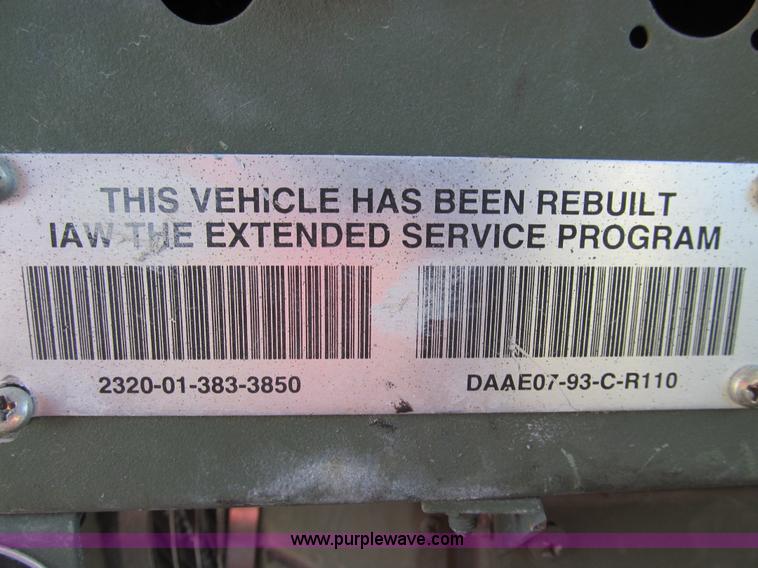 THIS VEHICLE HAS BEEN REBUILT
IAW THE EXTENDED SERVICE PROGRAM
2320-01-383-3850 DAAE07-93-C-R110
www.purplewave.com